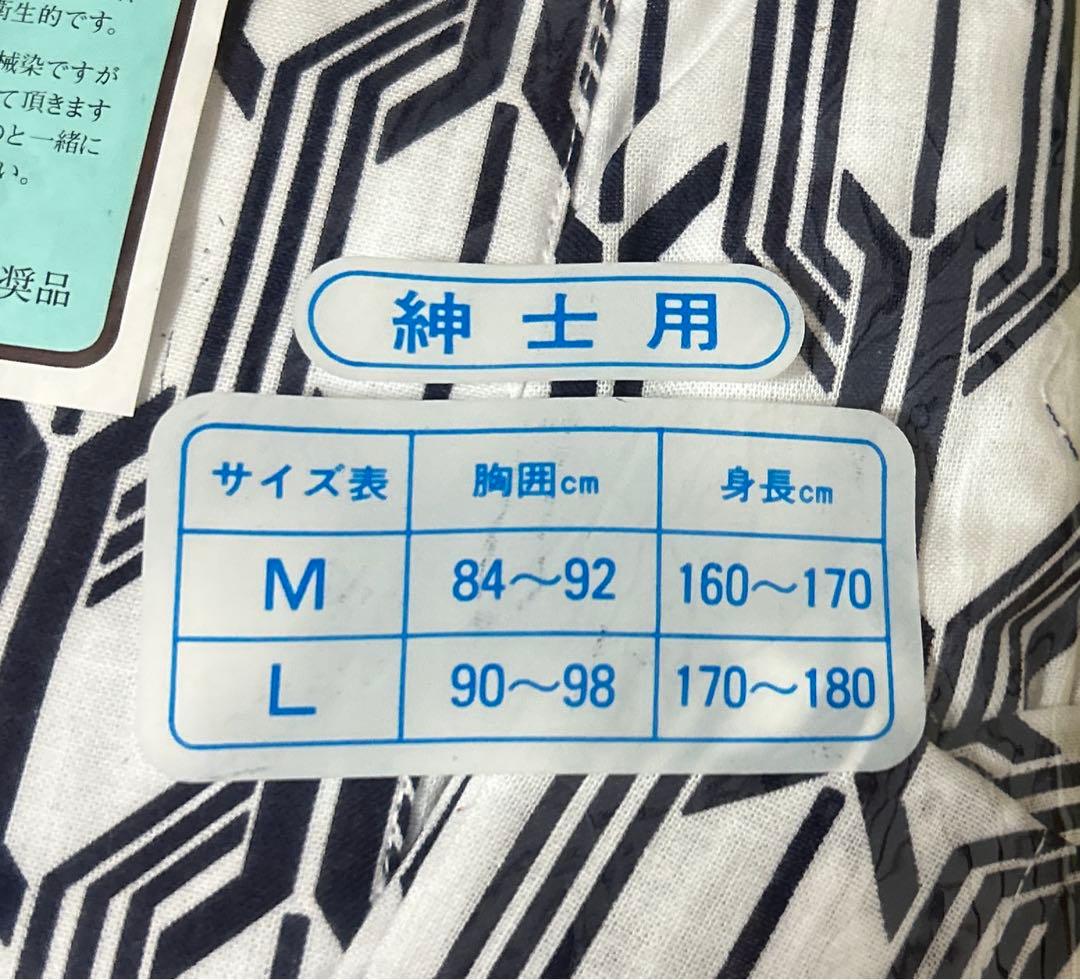 衛生的です。
械染ですが
て頂きます
のと一緒に
い。
奨品
紳士用
サイズ表 胸囲cm 身長cm
M 84～92 160～170
L 90～98 170～180